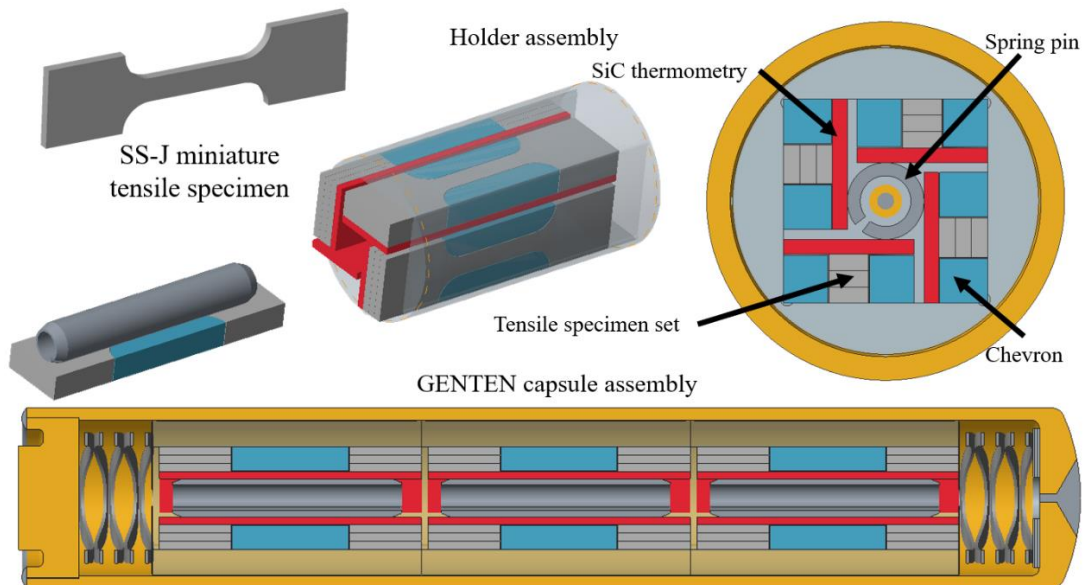 Holder assembly
Spring pin
SiC thermometry
SS-J miniature
tensile specimen
Tensile specimen set
Chevron
GENTEN capsule assembly